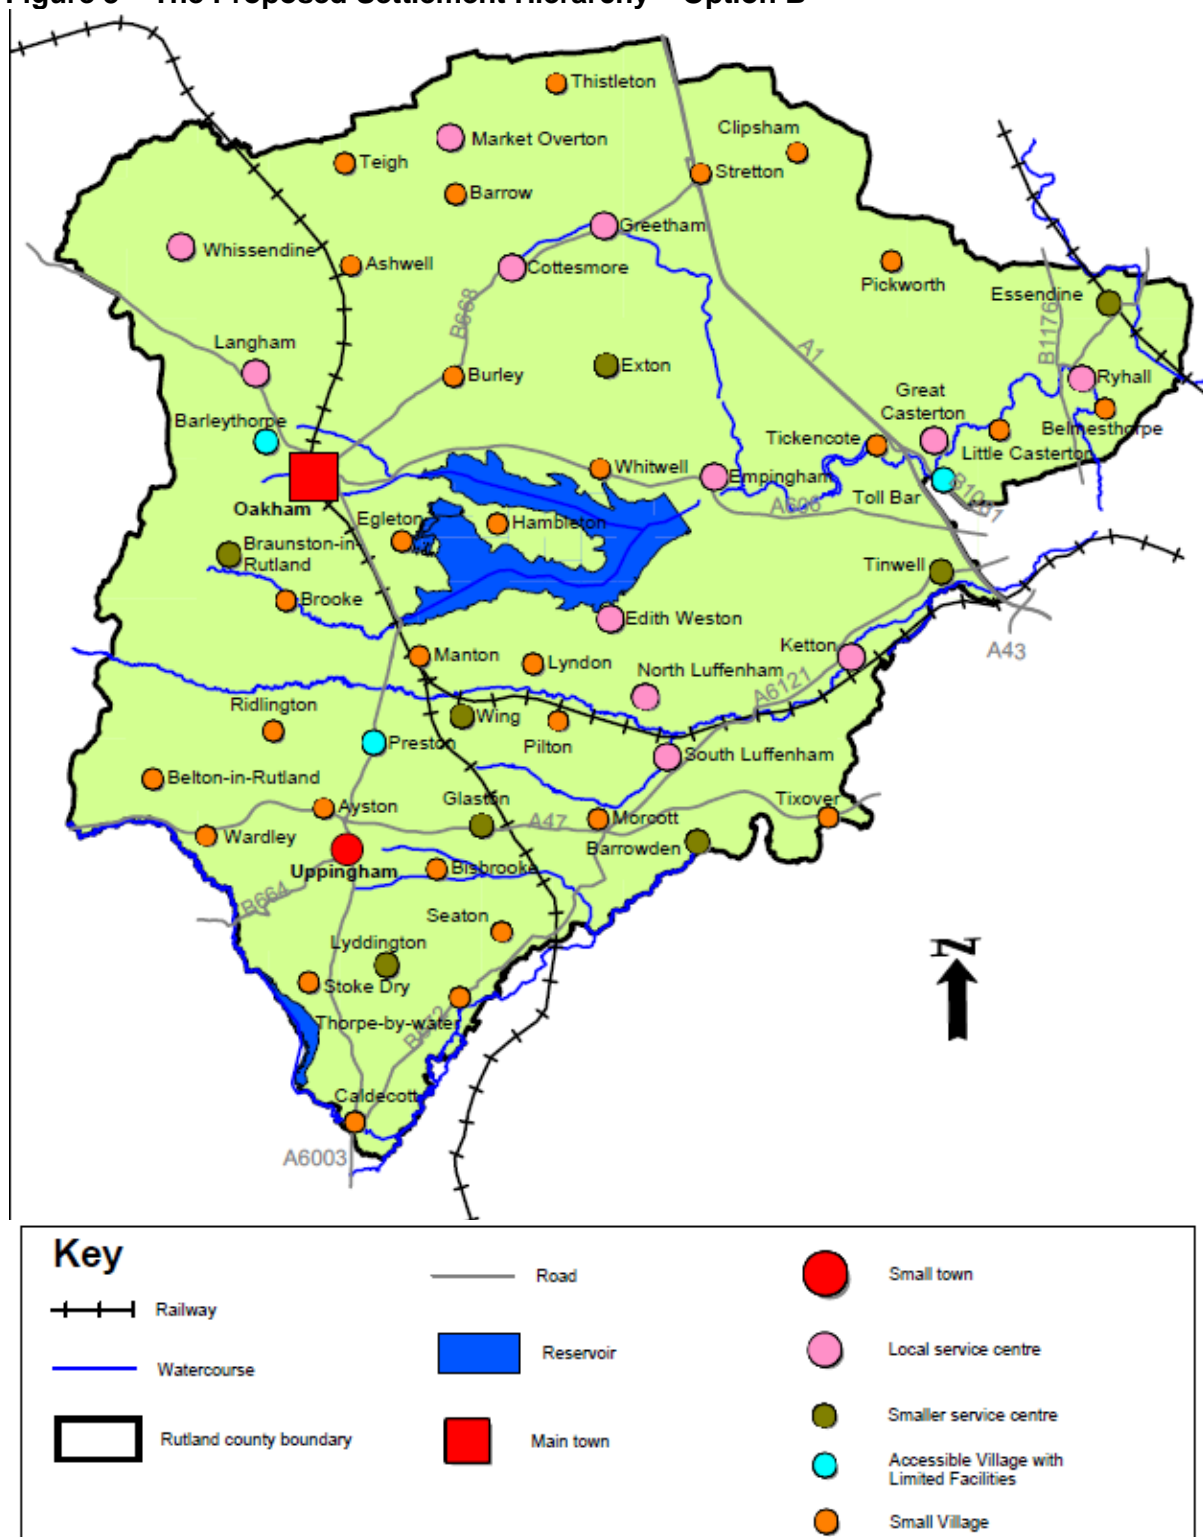 Figure 3 – The Proposed Settlement Hierarchy – Option B
Thistleton
Clipsham
Market Overton
Teigh
Stretton
Barrow
Greetham
Whissendine
Ashwell
Cottesmore
Pickworth
Essendine
B668
B1176
Langham
A1
Exton
Burley
Ryhall
Great
Casterton
Barleythorpe
Belmesthorpe
Tickencote
Little Casterton
Whitwell
Empingham
Toll Bar
B1081
A606
Oakham
Egleton
Hambleton
Braunston-in-
Rutland
Tinwell
Brooke
Edith Weston
Ketton
A43
Manton
Lyndon
North Luffenham
A6121
Ridlington
Wing
Pilton
Preston
South Luffenham
Belton-in-Rutland
Ayston
Glaston
Tixover
A47
Morcott
Wardley
Barrowden
Uppingham
Bisbrooke
B664
Seaton
Lyddington
N
Stoke Dry
Thorpe-by-water
B672
Caldecott
A6003
Key
Railway
Watercourse
Rutland county boundary
Road
Reservoir
Main town
Small town
Local service centre
Smaller service centre
Accessible Village with
Limited Facilities
Small Village